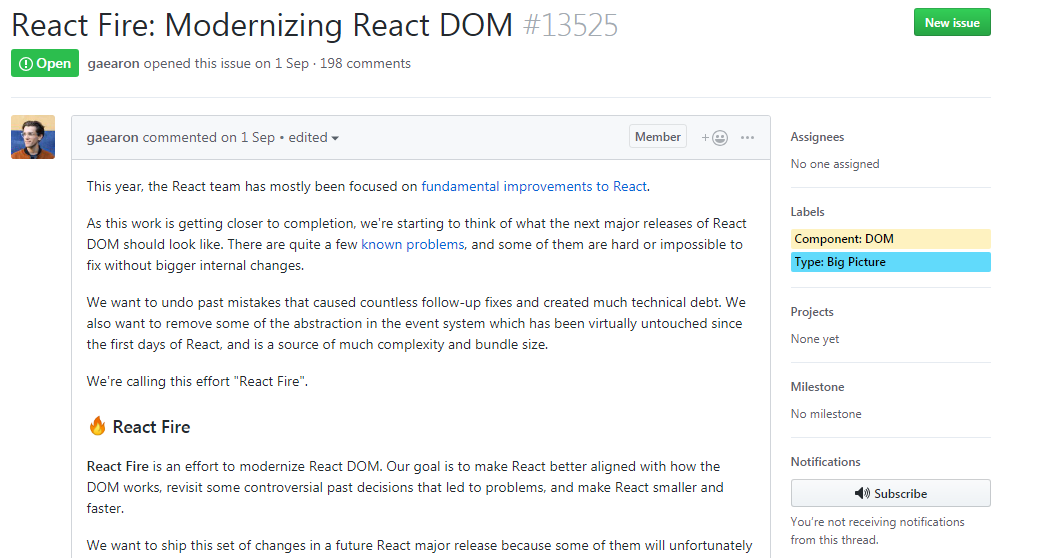 React Fire: Modernizing React DOM #13525
New issue
Open
gaearon opened this issue on 1 Sep · 198 comments
gaearon commented on 1 Sep • edited
Member
This year, the React team has mostly been focused on fundamental improvements to React.
As this work is getting closer to completion, we're starting to think of what the next major releases of React
DOM should look like. There are quite a few known problems, and some of them are hard or impossible to
fix without bigger internal changes.
We want to undo past mistakes that caused countless follow-up fixes and created much technical debt. We
also want to remove some of the abstraction in the event system which has been virtually untouched since
the first days of React, and is a source of much complexity and bundle size.
We're calling this effort "React Fire".
🔥 React Fire
React Fire is an effort to modernize React DOM. Our goal is to make React better aligned with how the
DOM works, revisit some controversial past decisions that led to problems, and make React smaller and
faster.
We want to ship this set of changes in a future React major release because some of them will unfortunately
Assignees
No one assigned
Labels
Component: DOM
Type: Big Picture
Projects
None yet
Milestone
No milestone
Notifications
Subscribe
You're not receiving notifications
from this thread.